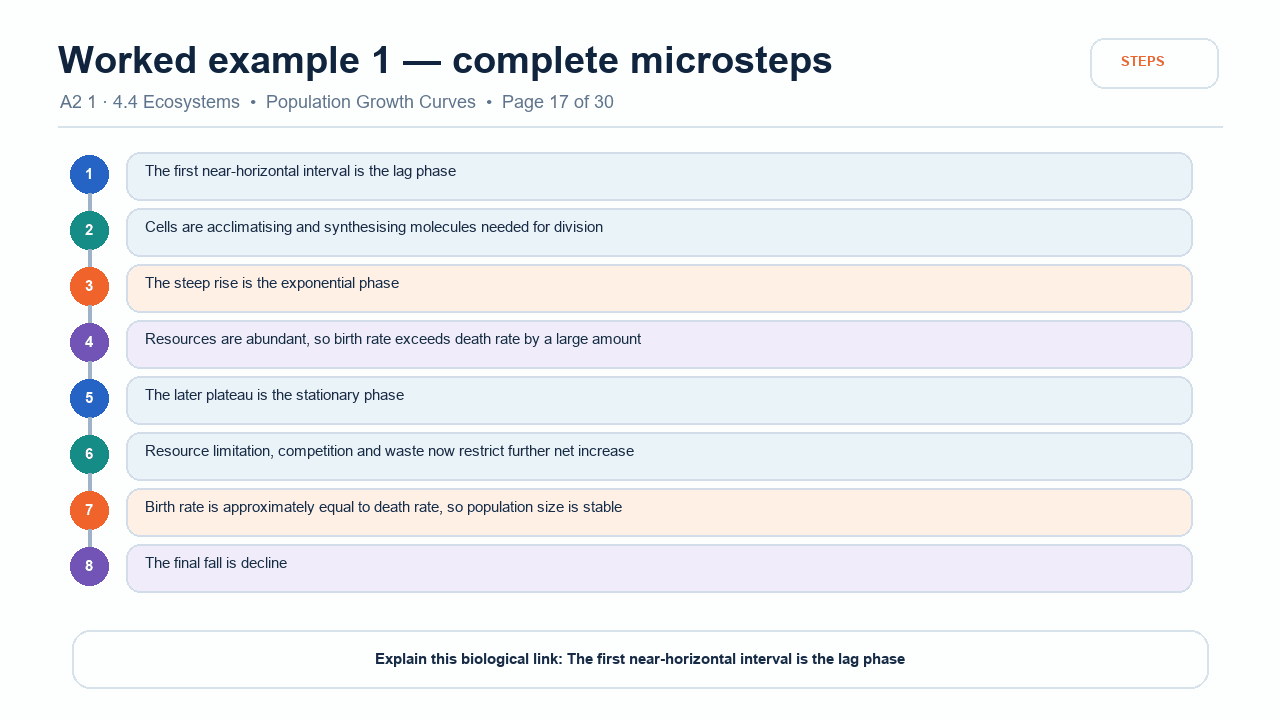 Worked example 1 — complete microsteps
STEPS
A2 1 · 4.4 Ecosystems • Population Growth Curves • Page 17 of 30
1 The first near-horizontal interval is the lag phase
2 Cells are acclimatising and synthesising molecules needed for division
3 The steep rise is the exponential phase
4 Resources are abundant, so birth rate exceeds death rate by a large amount
5 The later plateau is the stationary phase
6 Resource limitation, competition and waste now restrict further net increase
7 Birth rate is approximately equal to death rate, so population size is stable
8 The final fall is decline
Explain this biological link: The first near-horizontal interval is the lag phase